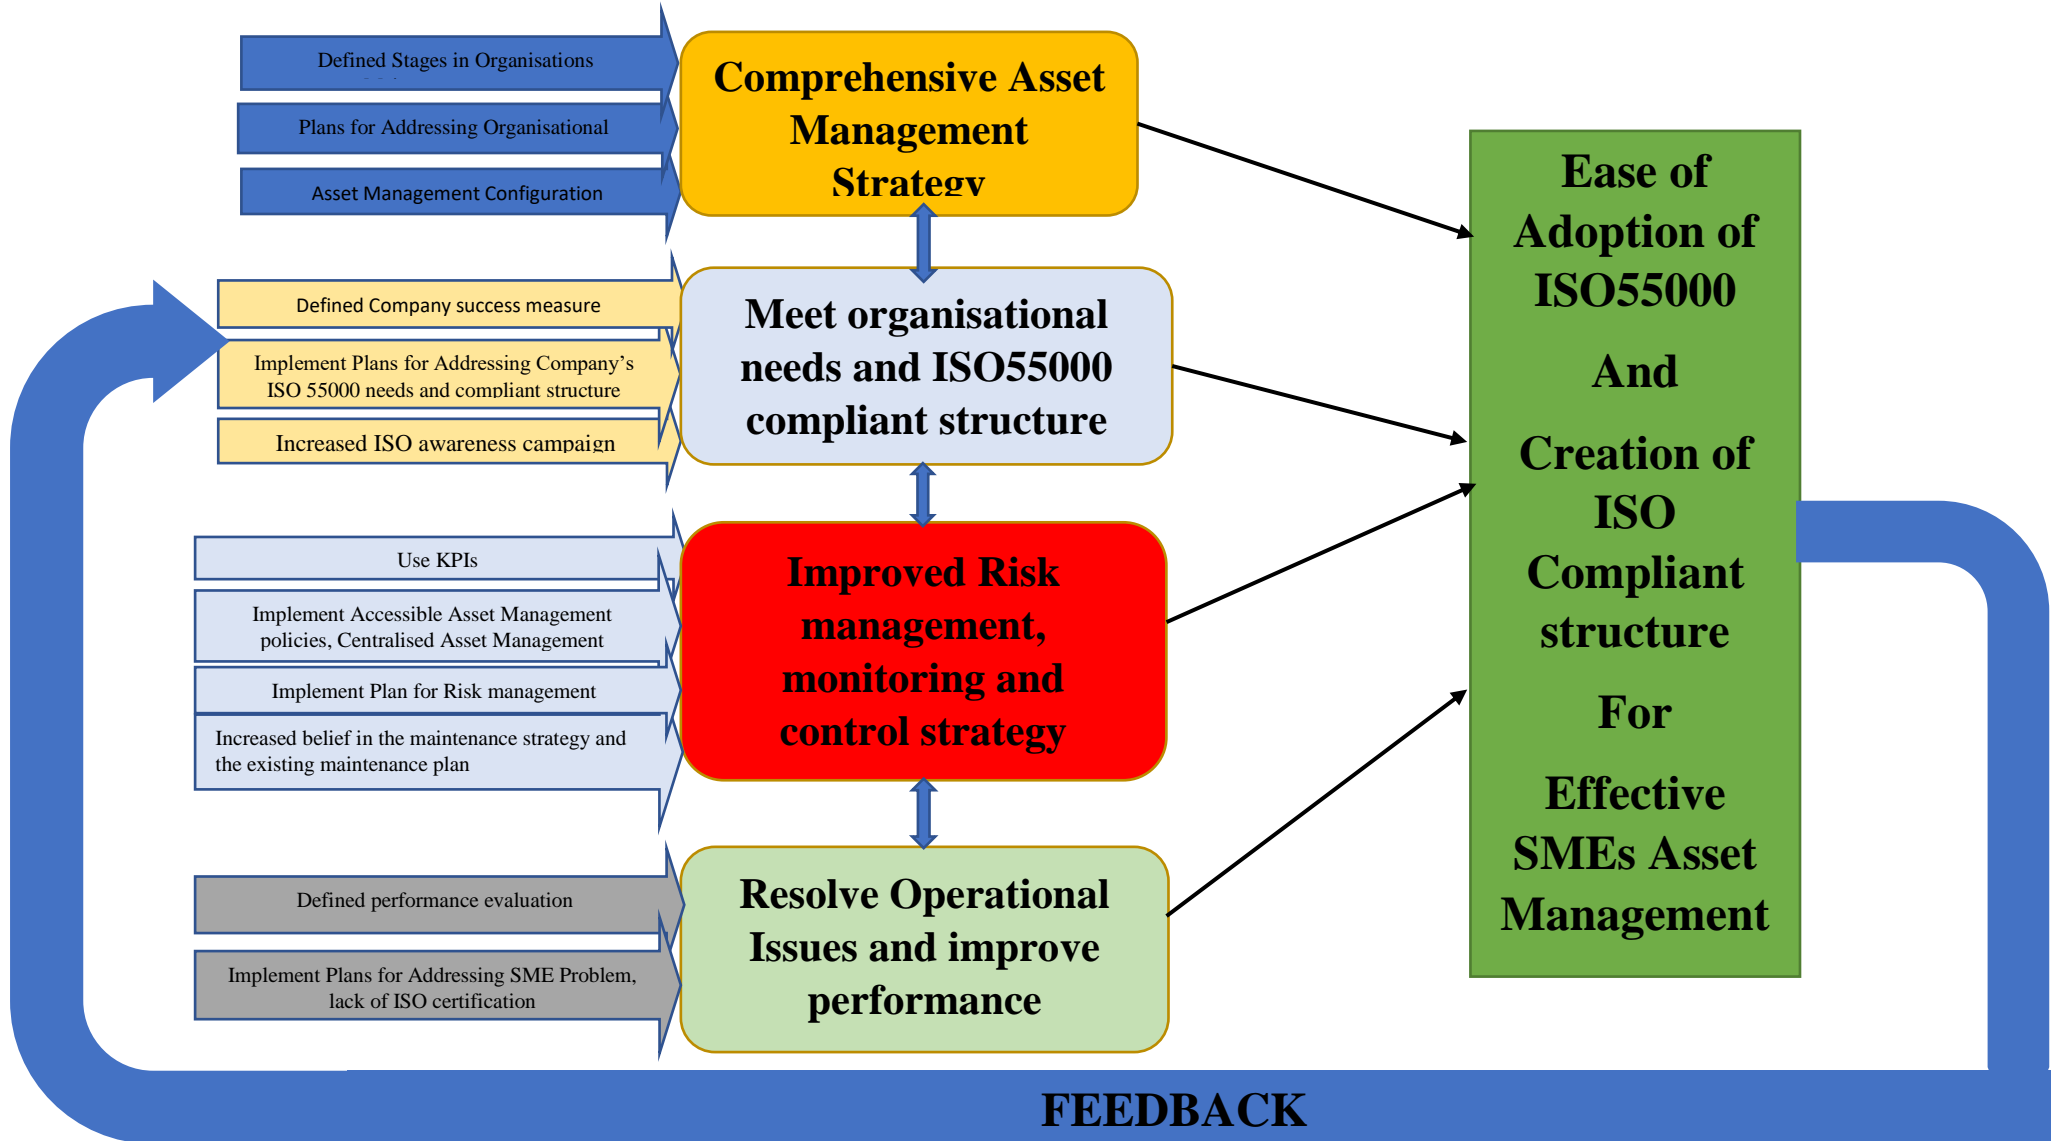 Defined Stages in Organisations
Plans for Addressing Organisational
Asset Management Configuration
Comprehensive Asset
Management
Strategy
Defined Company success measure
Implement Plans for Addressing Company’s
ISO 55000 needs and compliant structure
Increased ISO awareness campaign
Meet organisational
needs and ISO55000
compliant structure
Use KPIs
Implement Accessible Asset Management
policies, Centralised Asset Management
Implement Plan for Risk management
Increased belief in the maintenance strategy and
the existing maintenance plan
Improved Risk
management,
monitoring and
control strategy
Defined performance evaluation
Implement Plans for Addressing SME Problem,
lack of ISO certification
Resolve Operational
Issues and improve
performance
Ease of
Adoption of
ISO55000
And
Creation of
ISO
Compliant
structure
For
Effective
SMEs Asset
Management
FEEDBACK